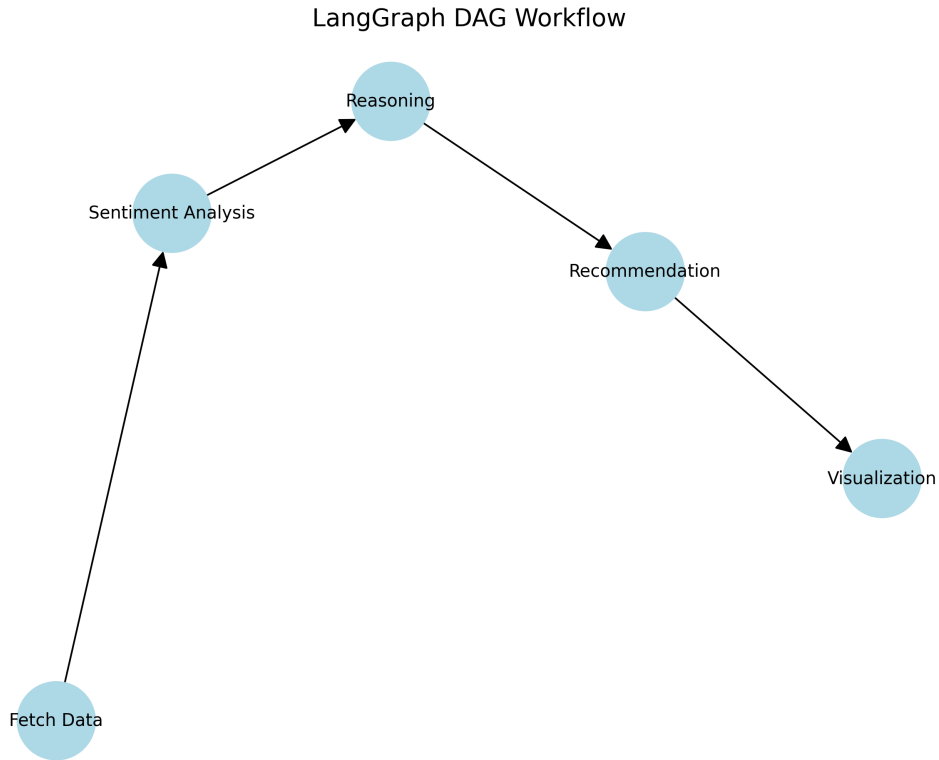 LangGraph DAG Workflow
Reasoning
Sentiment Analysis
Recommendation
Visualization
Fetch Data